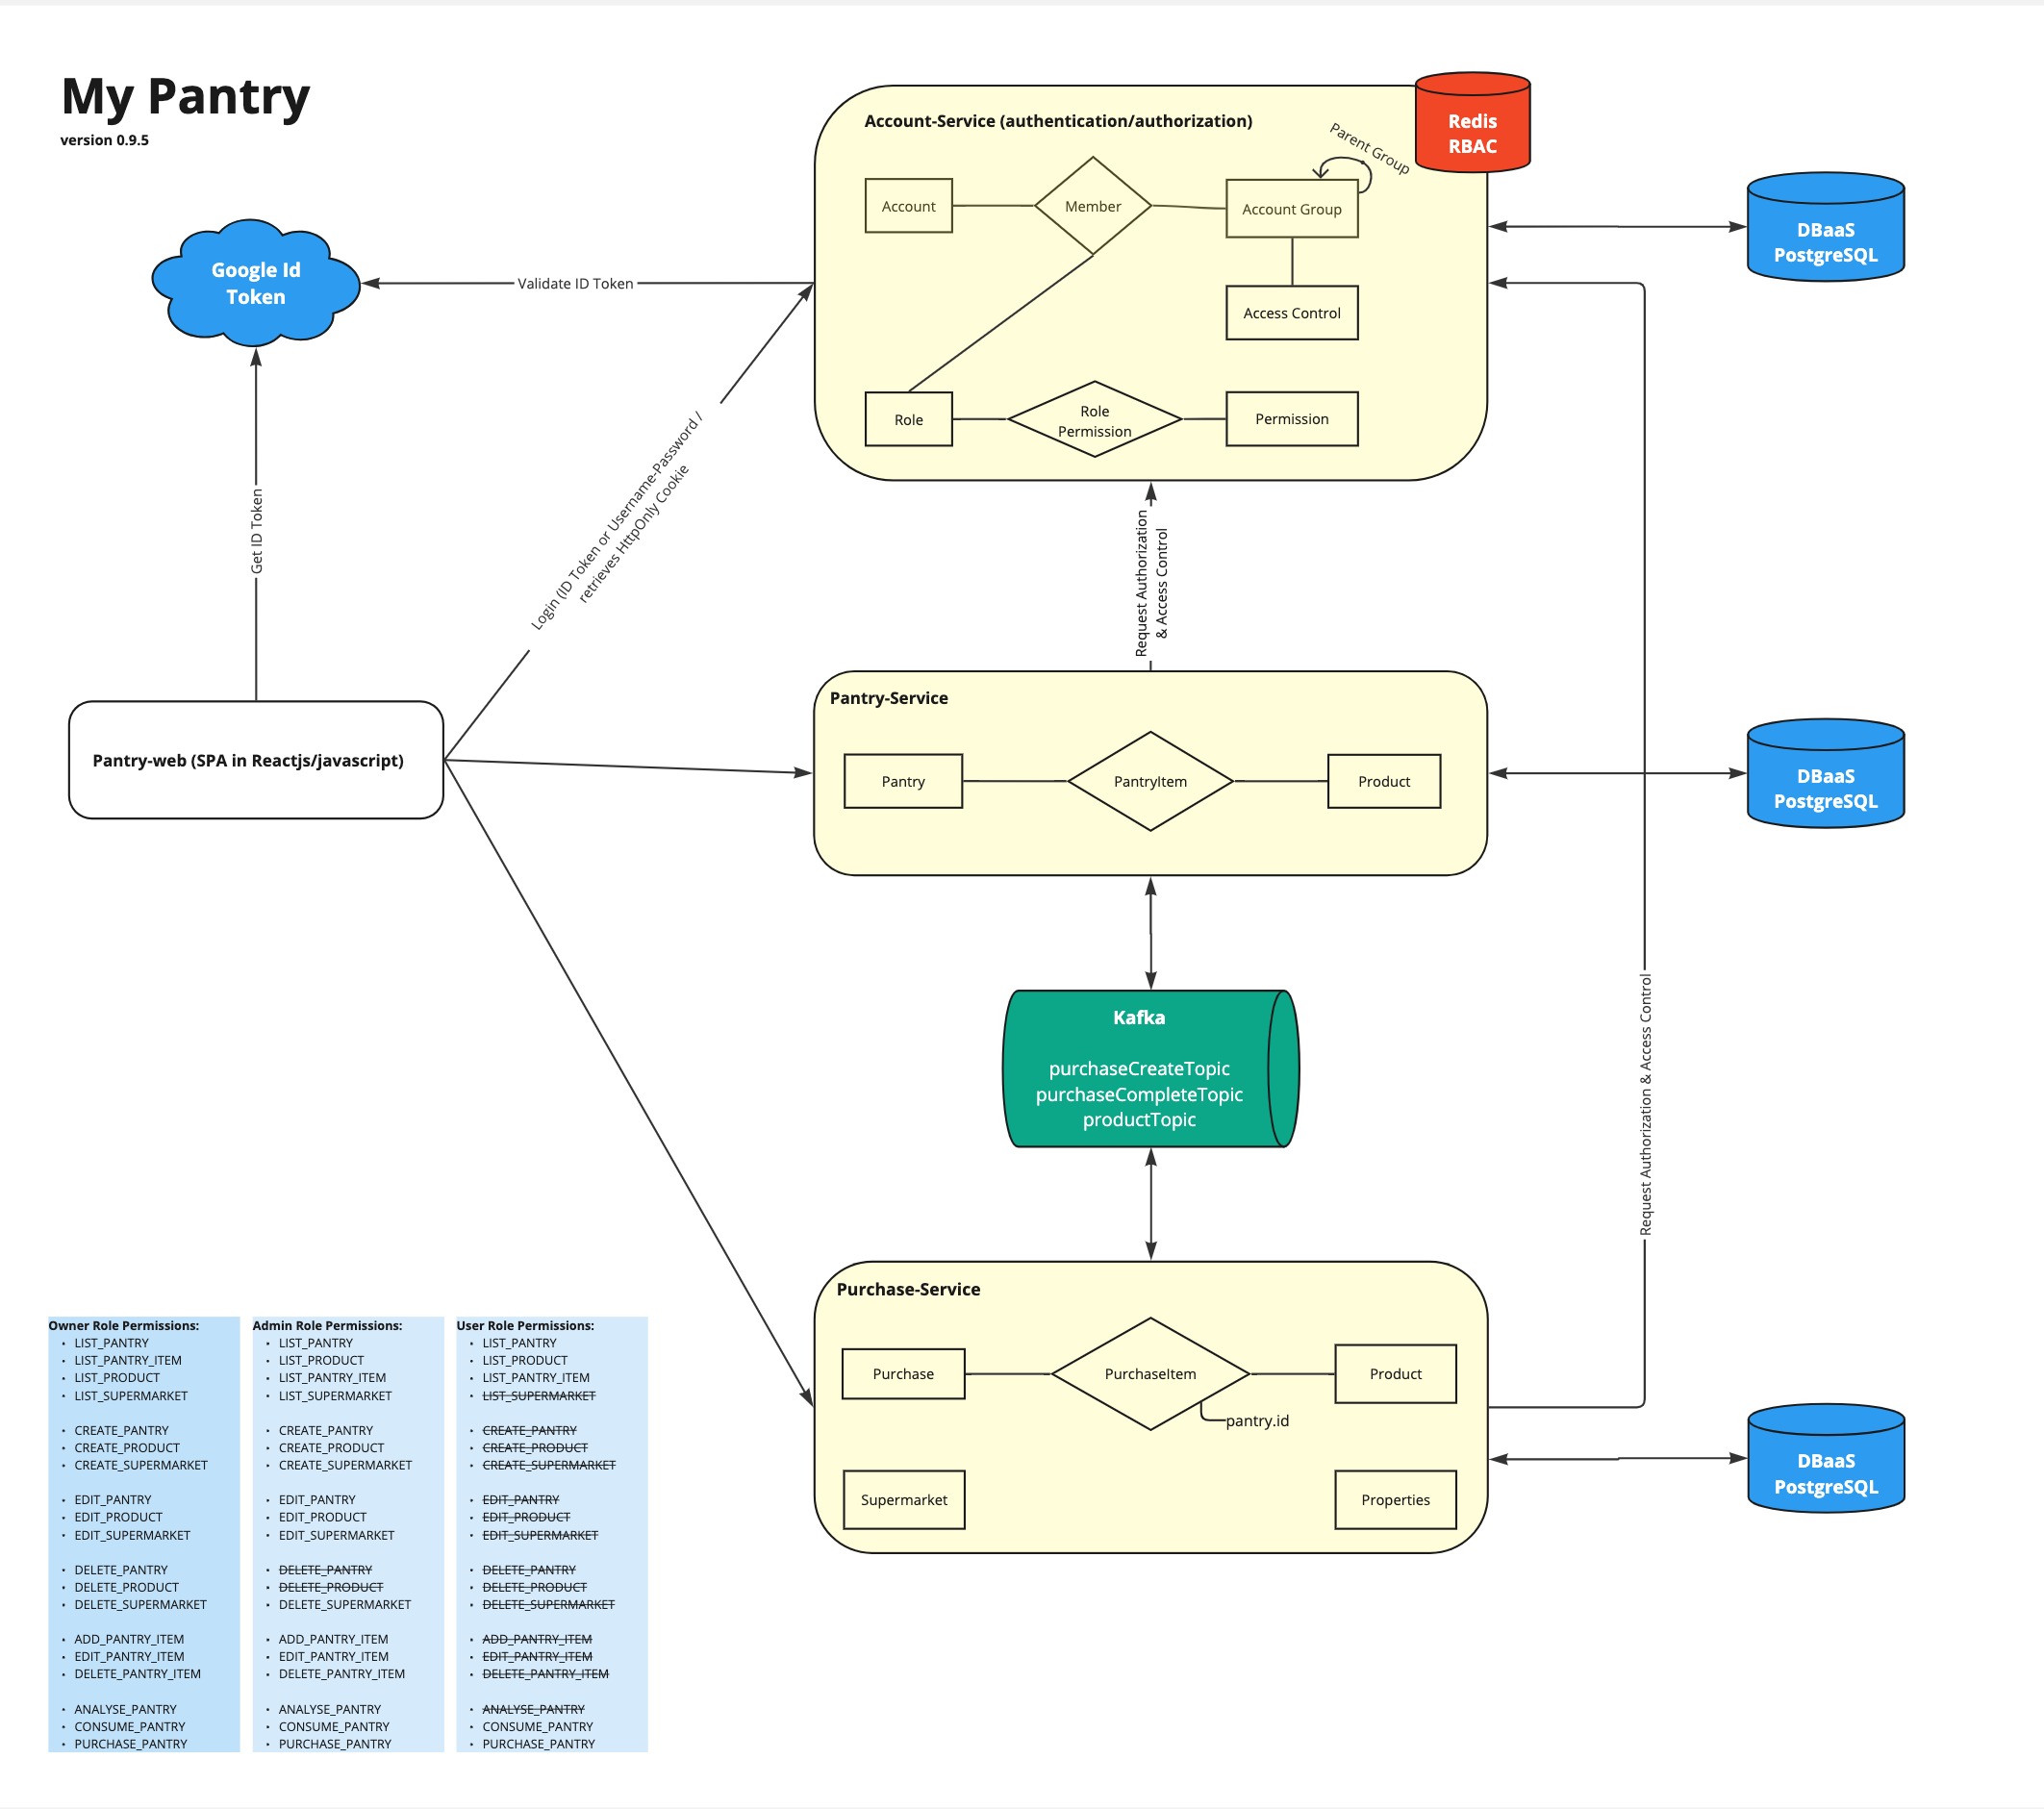 My Pantry
version 0.9.5
Account-Service (authentication/authorization)
Redis
RBAC
Parent Group
Account
Member
Account Group
Access Control
Role
Role
Permission
Permission
DBaaS
PostgreSQL
Google Id
Token
Validate ID Token
Get ID Token
Login (ID Token or Username-Password /
retrieves HttpOnly Cookie
Request Authorization
& Access Control
Pantry-web (SPA in Reactjs/javascript)
Pantry-Service
Pantry
PantryItem
Product
DBaaS
PostgreSQL
Kafka
purchaseCreateTopic
purchaseCompleteTopic
productTopic
Request Authorization & Access Control
Purchase-Service
Purchase
PurchaseItem
Product
pantry.id
Supermarket
Properties
DBaaS
PostgreSQL
Owner Role Permissions:
• LIST_PANTRY
• LIST_PANTRY_ITEM
• LIST_PRODUCT
• LIST_SUPERMARKET
• CREATE_PANTRY
• CREATE_PRODUCT
• CREATE_SUPERMARKET
• EDIT_PANTRY
• EDIT_PRODUCT
• EDIT_SUPERMARKET
• DELETE_PANTRY
• DELETE_PRODUCT
• DELETE_SUPERMARKET
• ADD_PANTRY_ITEM
• EDIT_PANTRY_ITEM
• DELETE_PANTRY_ITEM
• ANALYSE_PANTRY
• CONSUME_PANTRY
• PURCHASE_PANTRY
Admin Role Permissions:
• LIST_PANTRY
• LIST_PRODUCT
• LIST_PANTRY_ITEM
• LIST_SUPERMARKET
• CREATE_PANTRY
• CREATE_PRODUCT
• CREATE_SUPERMARKET
• EDIT_PANTRY
• EDIT_PRODUCT
• EDIT_SUPERMARKET
• DELETE_PANTRY
• DELETE_PRODUCT
• DELETE_SUPERMARKET
• ADD_PANTRY_ITEM
• EDIT_PANTRY_ITEM
• DELETE_PANTRY_ITEM
• ANALYSE_PANTRY
• CONSUME_PANTRY
• PURCHASE_PANTRY
User Role Permissions:
• LIST_PANTRY
• LIST_PRODUCT
• LIST_PANTRY_ITEM
• LIST_SUPERMARKET
• CREATE_PANTRY
• CREATE_PRODUCT
• CREATE_SUPERMARKET
• EDIT_PANTRY
• EDIT_PRODUCT
• EDIT_SUPERMARKET
• DELETE_PANTRY
• DELETE_PRODUCT
• DELETE_SUPERMARKET
• ADD_PANTRY_ITEM
• EDIT_PANTRY_ITEM
• DELETE_PANTRY_ITEM
• ANALYSE_PANTRY
• CONSUME_PANTRY
• PURCHASE_PANTRY